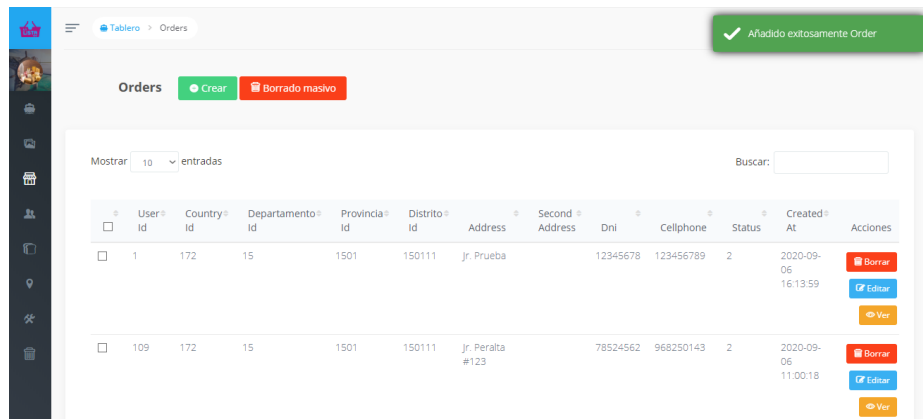 Tablero > Orders
Añadido exitosamente Order
Orders
Crear
Borrado masivo
Mostrar 10 entradas
Buscar:
User Id Country Id Departamento Id Provincia Id Distrito Id Address Second Address Dni Cellphone Status Created At Acciones
1 172 15 1501 150111 Jr. Prueba 12345678 123456789 2 2020-09-06 16:13:59
Borrar
Editar
Ver
109 172 15 1501 150111 Jr. Peralta #123 78524562 968250143 2 2020-09-06 11:00:18
Borrar
Editar
Ver